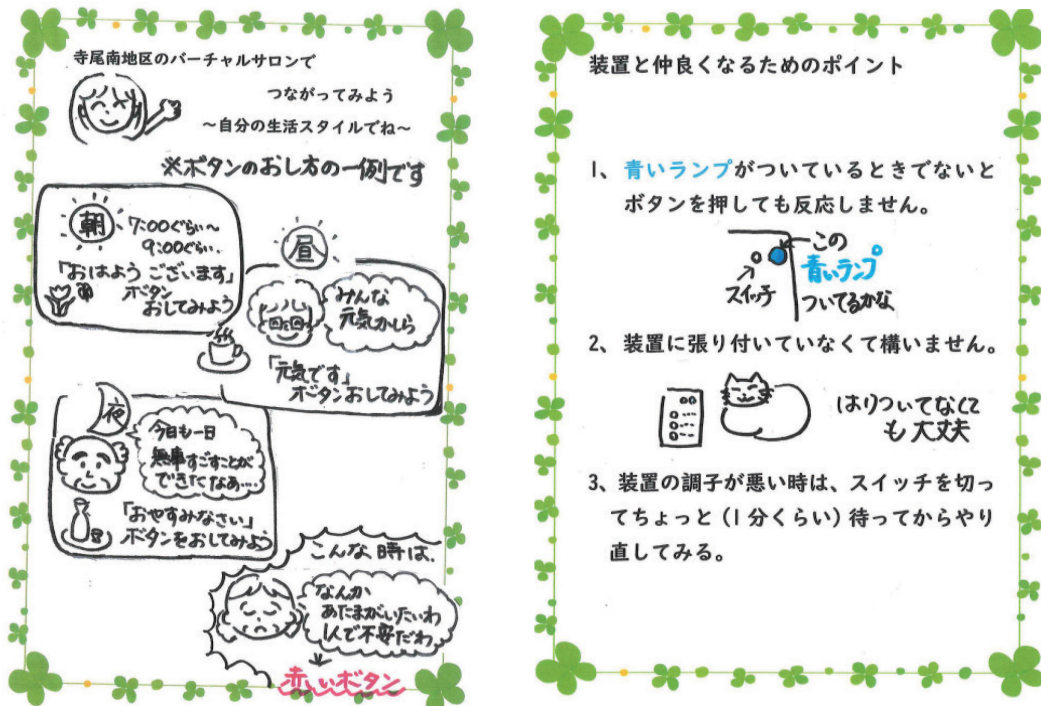 寺尾南地区のバーチャルサロンで
つながってみよう
～自分の生活スタイルでね～
※ボタンのおし方の一例です
朝
7:00ぐらい～
9:00ぐらい.
「おはよう ございます」
ボタン
おしてみよう
昼
みんな
元気かしら
「元気です」
ボタンおしてみよう
夜
今日も一日
無事すごすことが
できたなあ…
「おやすみなさい」
ボタンをおしてみよう
こんな時は、
なんか
あたまがいたいわ
1人で不安だわ
赤いボタン
装置と仲良くなるためのポイント
1、青いランプがついているときでないと
ボタンを押しても反応しません。
この
青いランプ
ついてるかな
スイッチ
2、装置に張り付いていなくて構いません。
はりついてなくて
も大丈夫
3、装置の調子が悪い時は、スイッチを切っ
てちょっと（1分くらい）待ってからやり
直してみる。